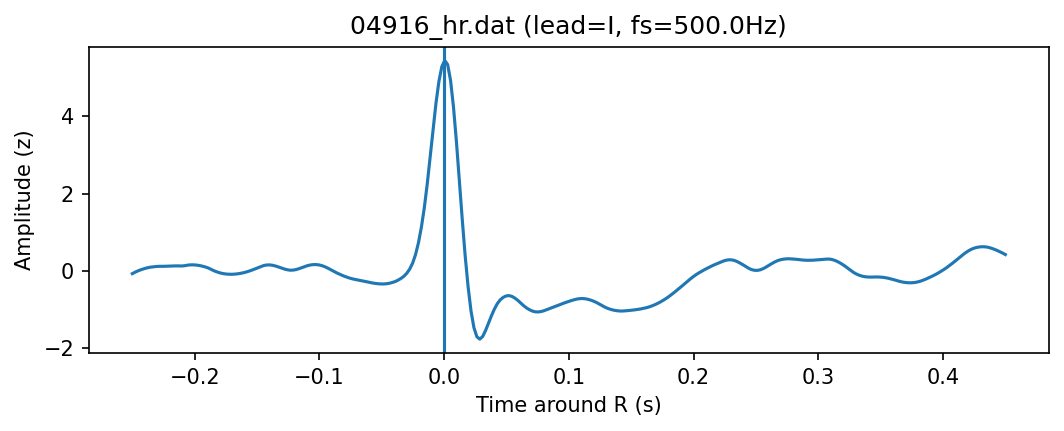 04916_hr.dat (lead=I, fs=500.0Hz)
Amplitude (z)
4
2
0
−2
−0.2 −0.1 0.0 0.1 0.2 0.3 0.4
Time around R (s)